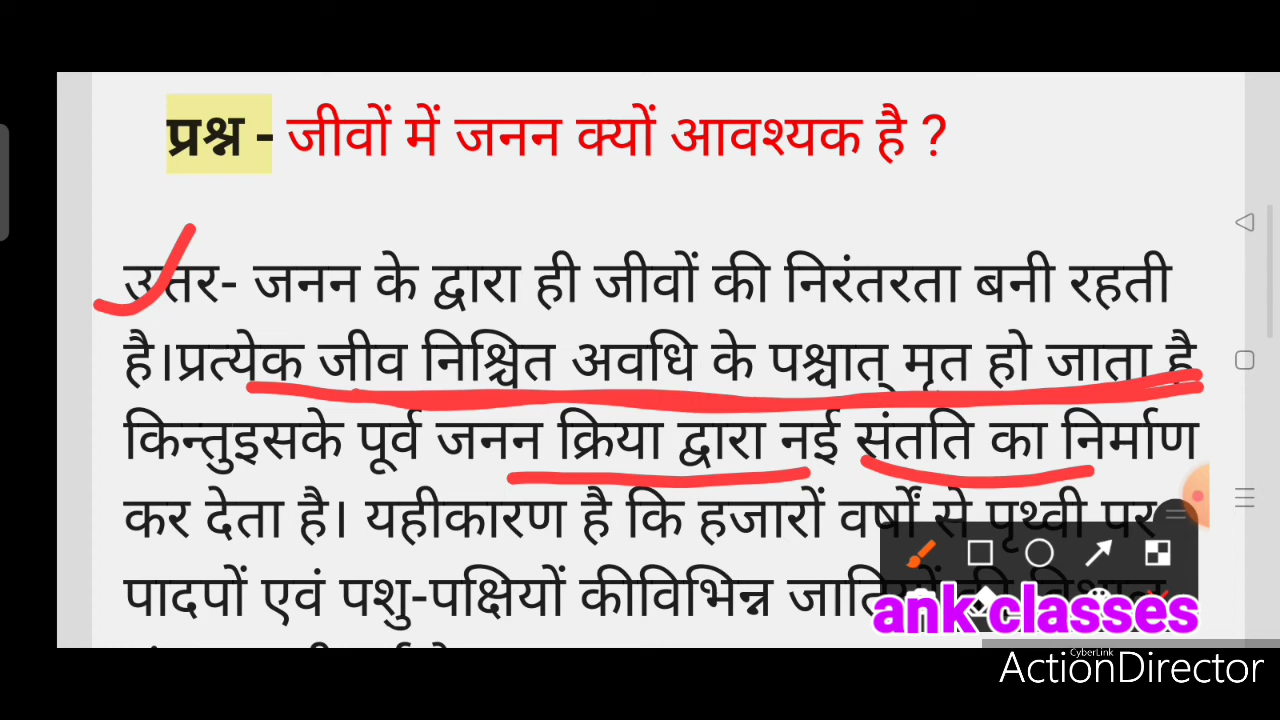 प्रश्न - जीवों में जनन क्यों आवश्यक है ?
उत्तर- जनन के द्वारा ही जीवों की निरंतरता बनी रहती
है।प्रत्येक जीव निश्चित अवधि के पश्चात् मृत हो जाता है
किन्तुइसके पूर्व जनन क्रिया द्वारा नई संतति का निर्माण
कर देता है। यहीकारण है कि हजारों वर्षों से पृथ्वी पर
पादपों एवं पशु-पक्षियों कीविभिन्न
ank classes
CyberLink
ActionDirector